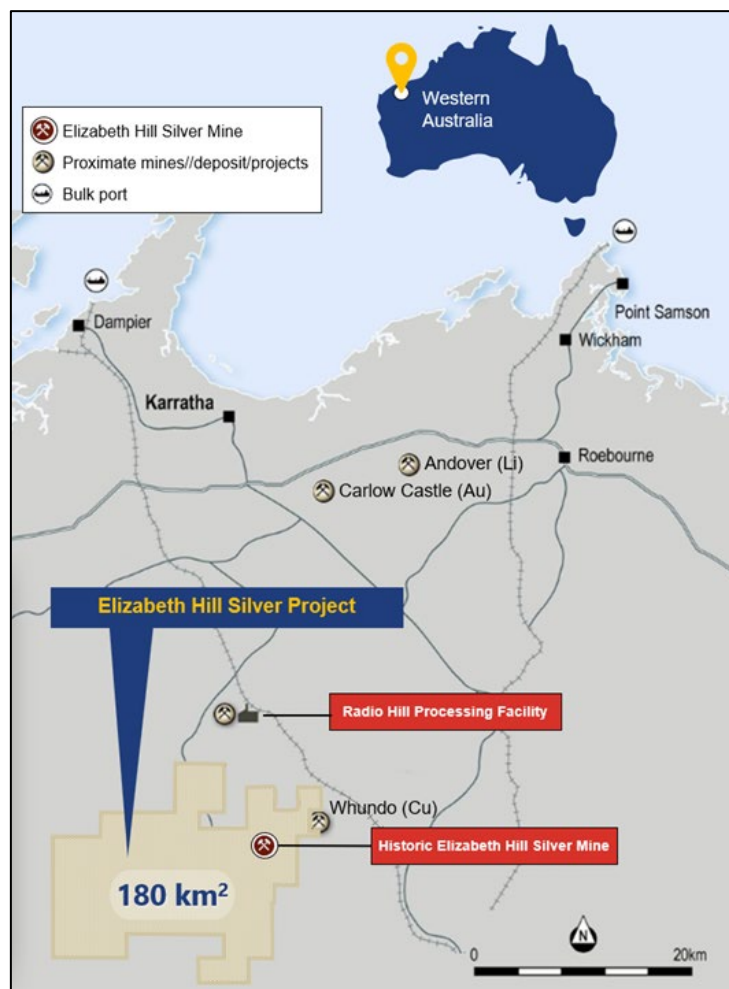 Western
Australia
Elizabeth Hill Silver Mine
Proximate mines//deposit/projects
Bulk port
Dampier
Point Samson
Wickham
Karratha
Roebourne
Andover (Li)
Carlow Castle (Au)
Elizabeth Hill Silver Project
Radio Hill Processing Facility
Whundo (Cu)
Historic Elizabeth Hill Silver Mine
180 km²
N
0 20km